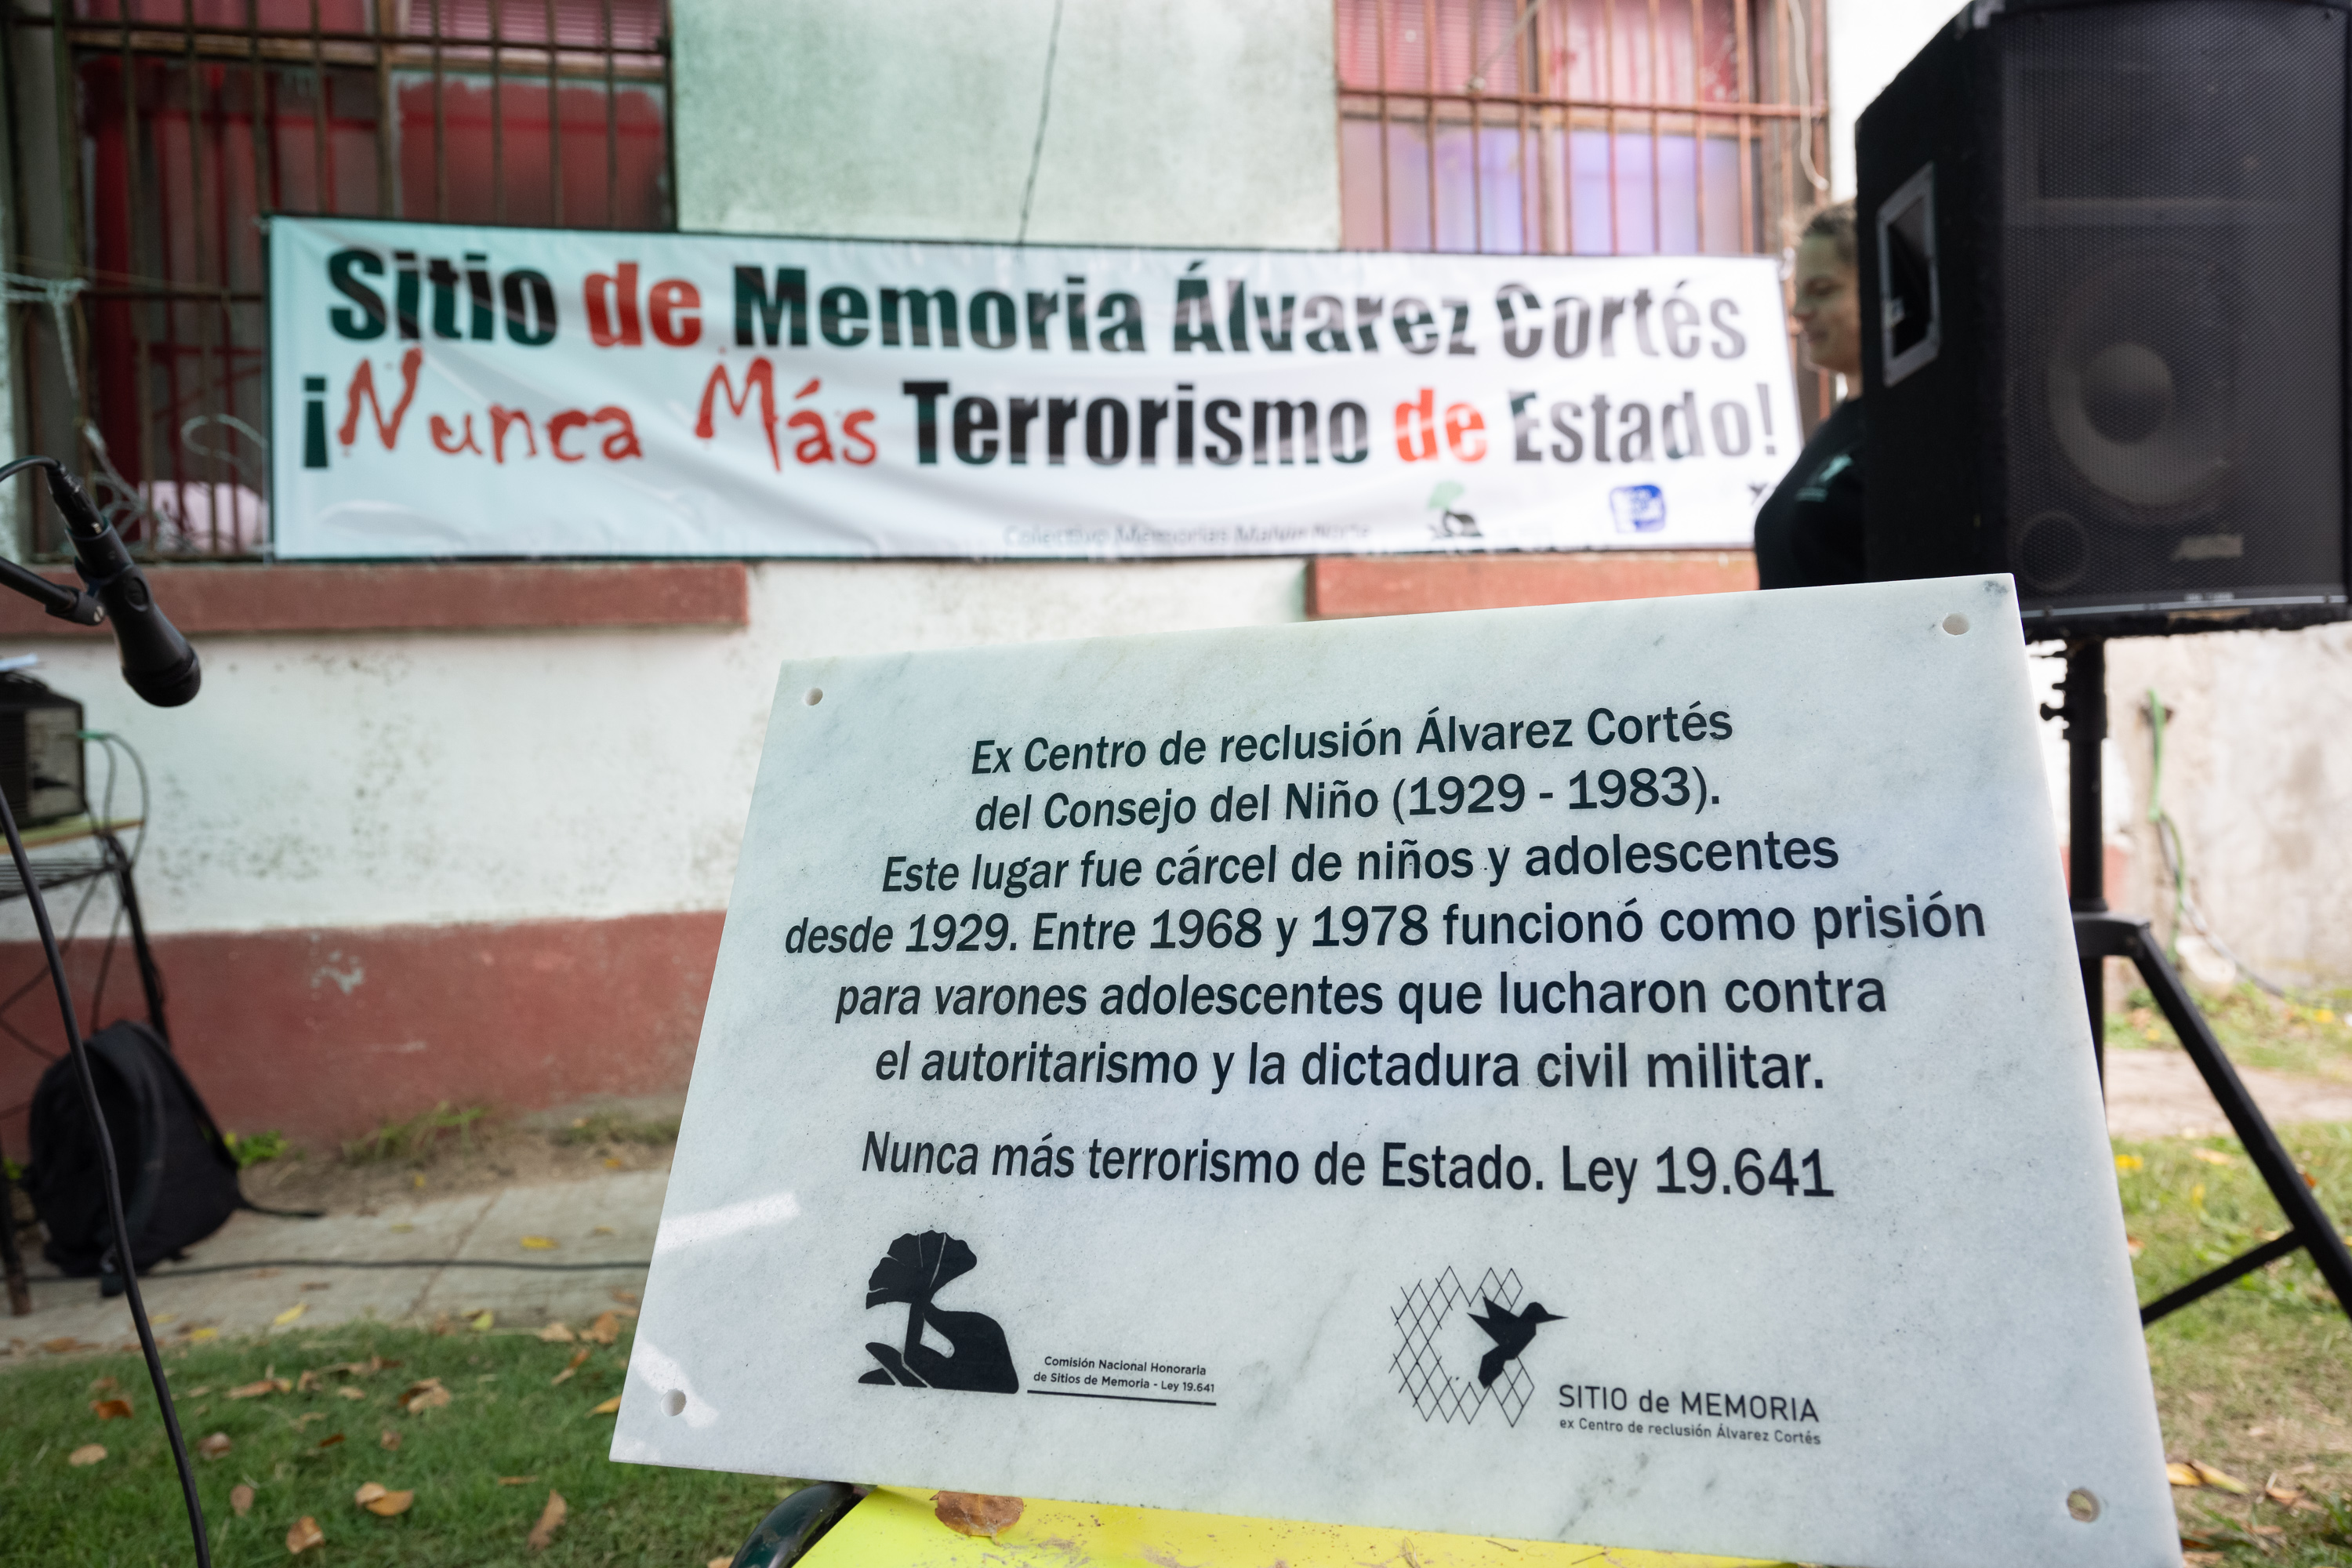 Sitio de Memoria Álvarez Cortés
¡Nunca Más Terrorismo de Estado!
Colectivo Memorias Malvín Norte
Ex Centro de reclusión Álvarez Cortés
del Consejo del Niño (1929 - 1983).
Este lugar fue cárcel de niños y adolescentes
desde 1929. Entre 1968 y 1978 funcionó como prisión
para varones adolescentes que lucharon contra
el autoritarismo y la dictadura civil militar.
Nunca más terrorismo de Estado. Ley 19.641
Comisión Nacional Honoraria
de Sitios de Memoria - Ley 19.641
SITIO de MEMORIA
ex Centro de reclusión Álvarez Cortés